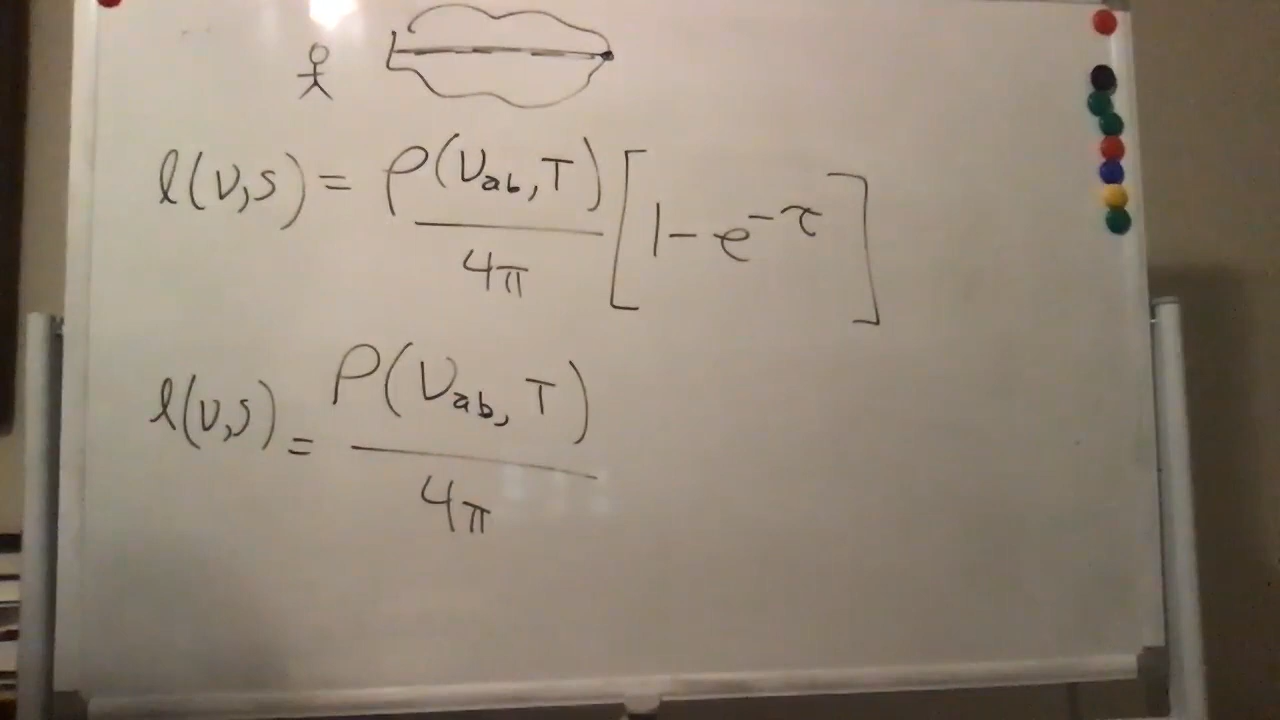 ℓ(ν,s) = ρ(ν_ab,T)/4π [1-e^-τ]
ℓ(ν,s) = ρ(ν_ab,T)/4π